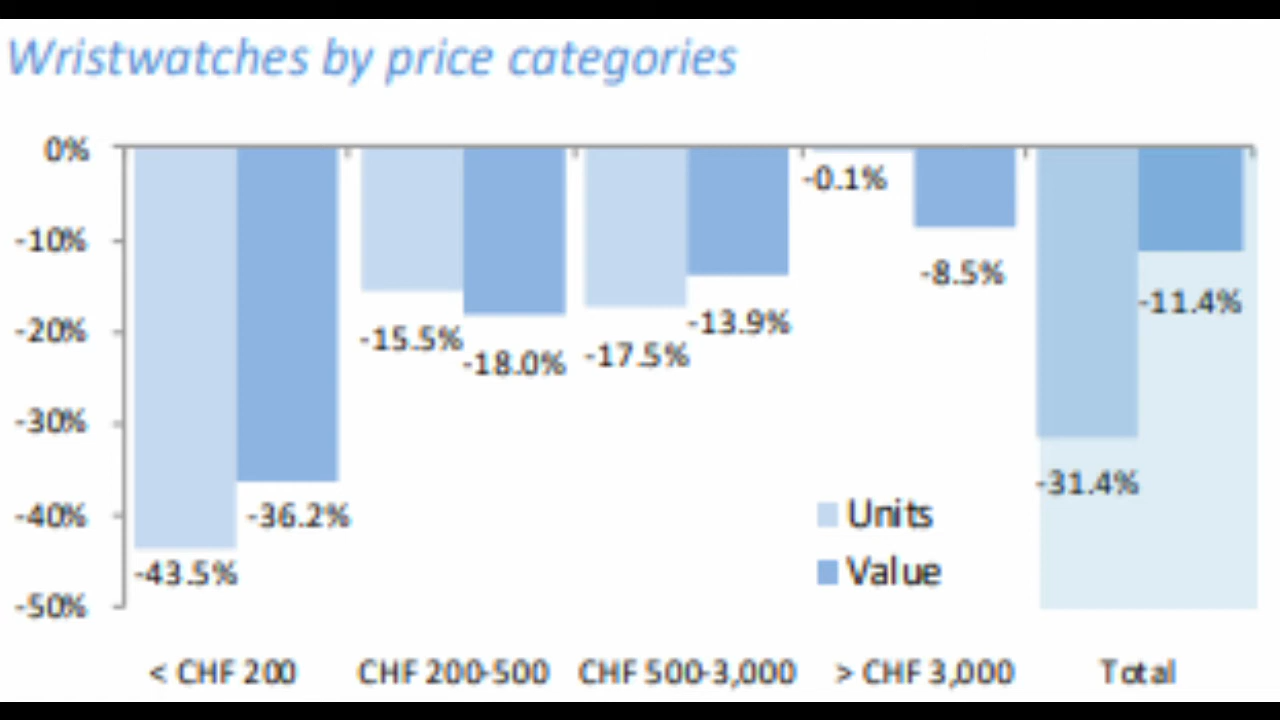 Wristwatches by price categories
0%
-10%
-20%
-30%
-40%
-50%
-43.5%
-36.2%
-15.5%
-18.0%
-17.5%
-13.9%
-0.1%
-8.5%
-31.4%
-11.4%
Units
Value
< CHF 200
CHF 200-500
CHF 500-3,000
> CHF 3,000
Total